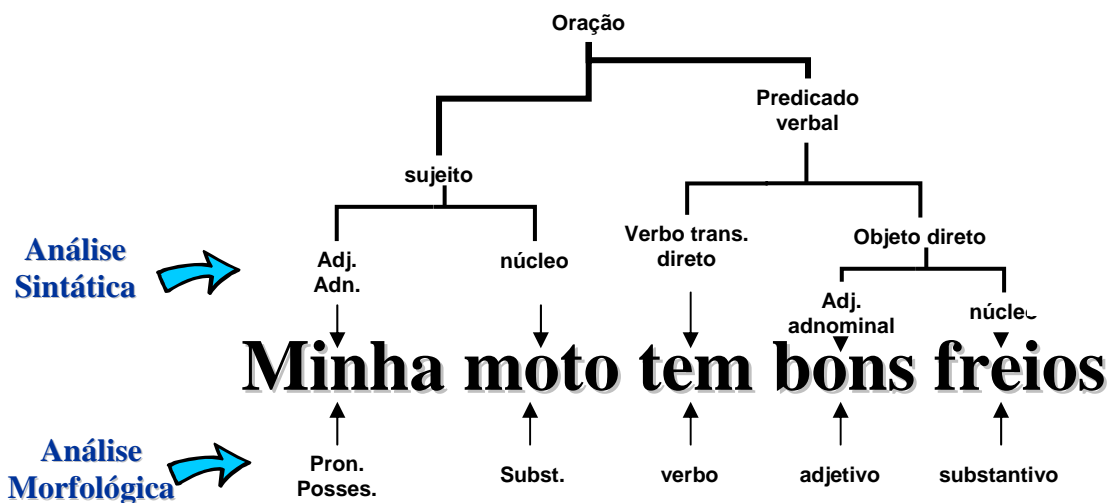 Oração
Predicado
verbal
sujeito
Verbo trans.
direto
Objeto direto
Análise
Sintática
Adj.
Adn.
núcleo
Adj.
adnominal
núcleo
Minha moto tem bons freios
Análise
Morfológica
Pron.
Posses.
Subst.
verbo
adjetivo
substantivo